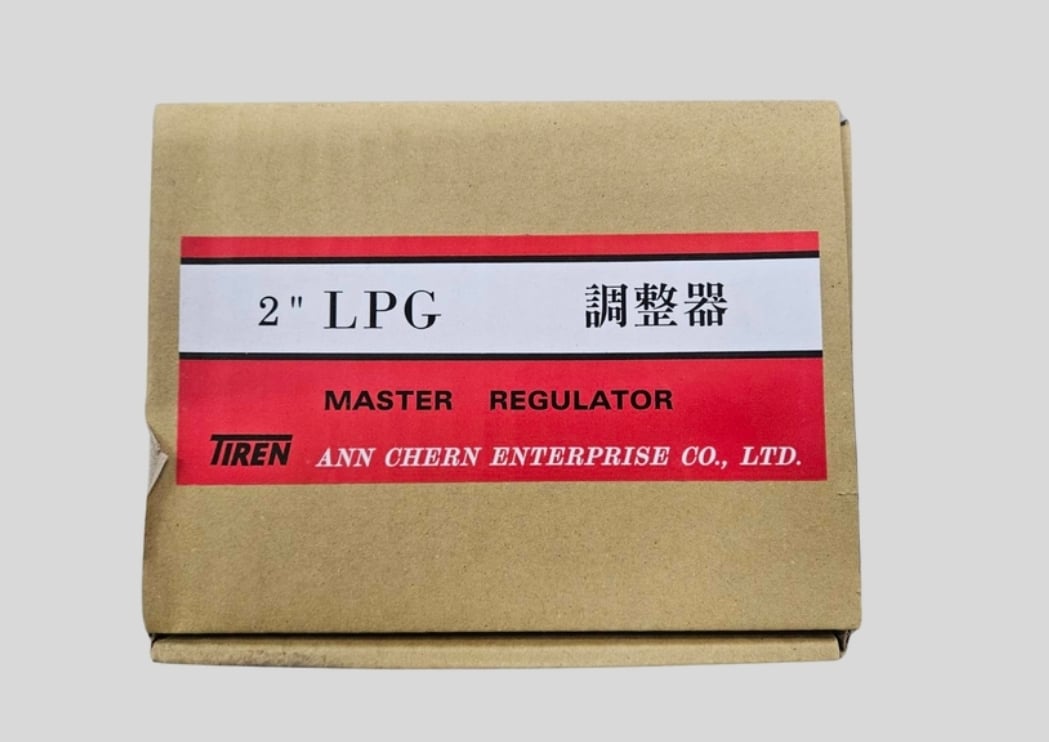 2" LPG 調整器
MASTER REGULATOR
TIREN ANN CHERN ENTERPRISE CO., LTD.